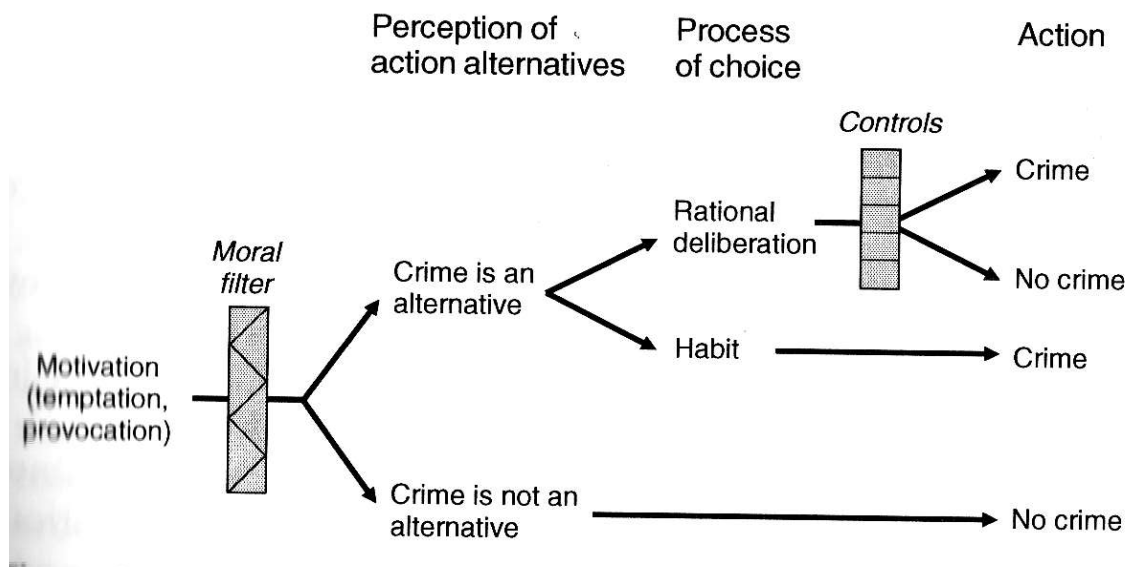 Perception of
action alternatives
Process
of choice
Action
Controls
Crime
Rational
deliberation
Moral
filter
Crime is an
alternative
No crime
Habit
Crime
Motivation
(temptation,
provocation)
Crime is not an
alternative
No crime